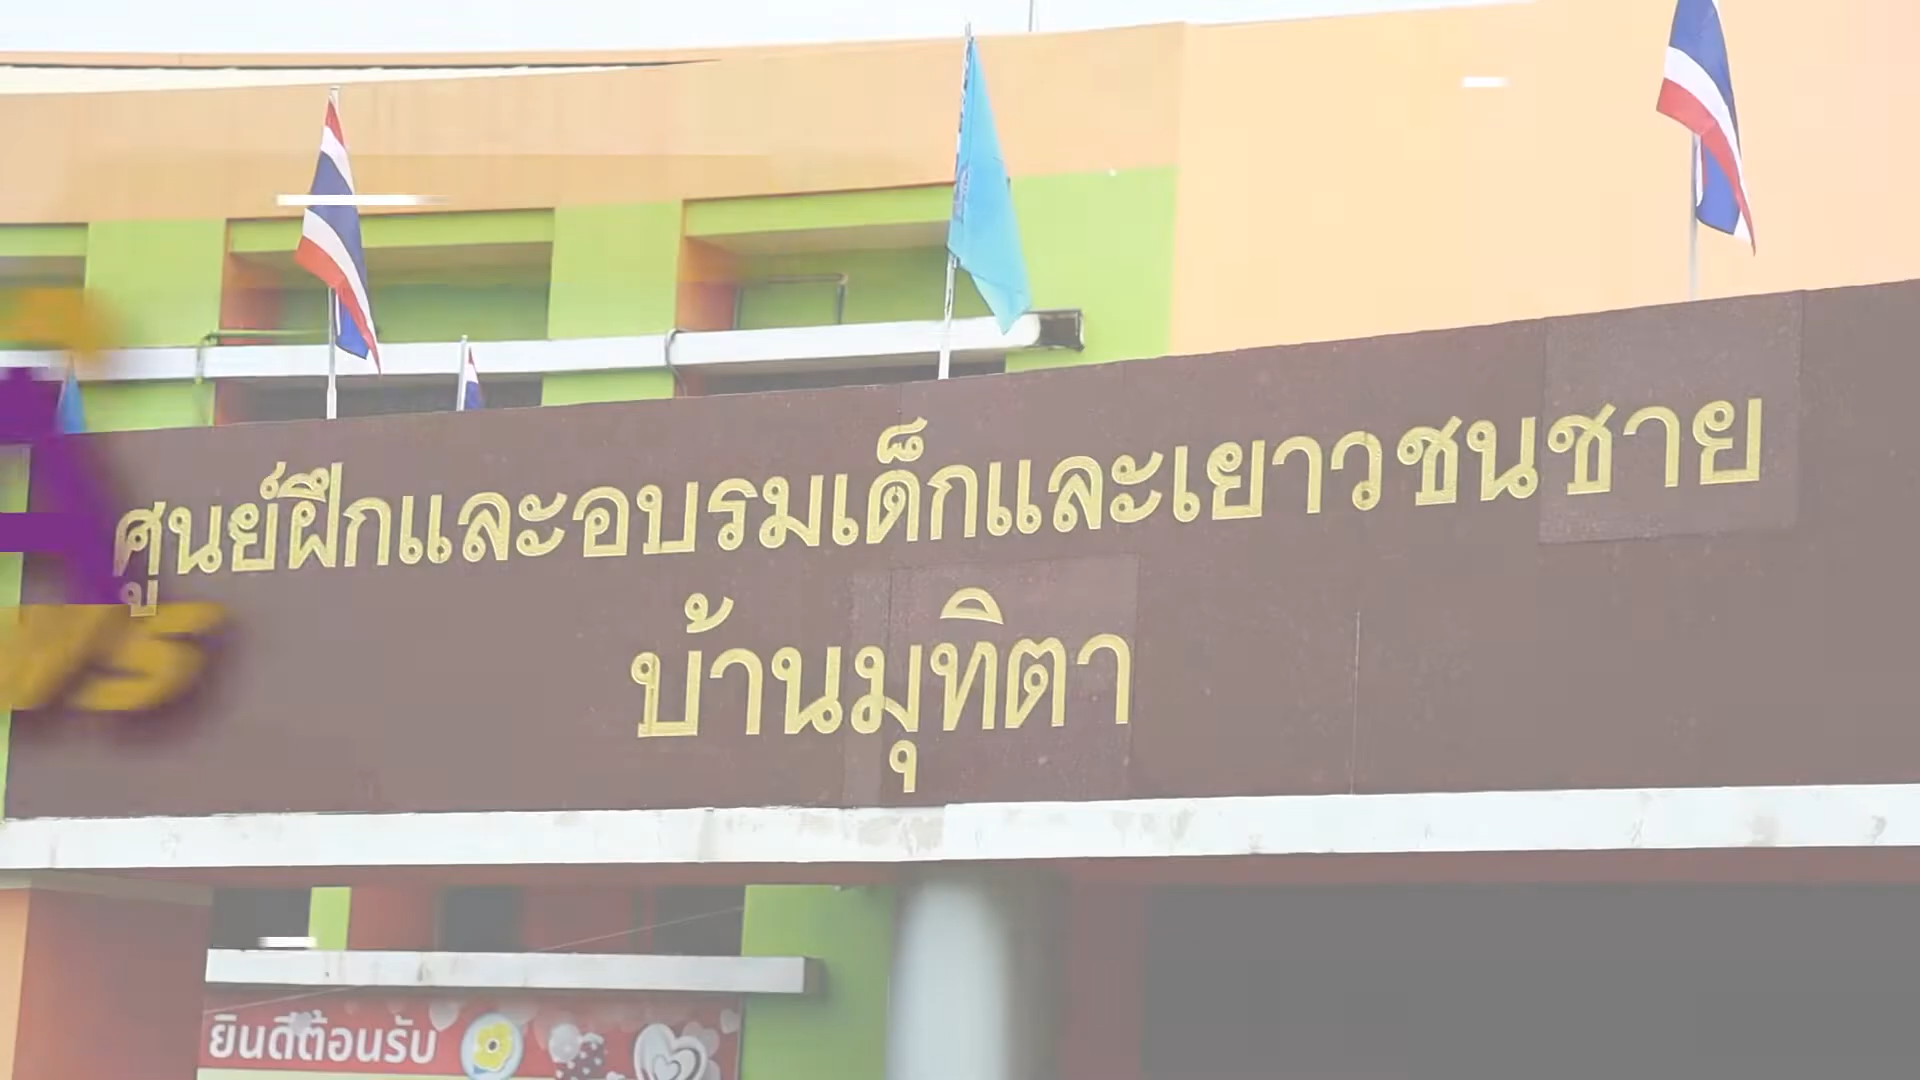 ศูนย์ฝึกและอบรมเด็กและเยาวชนชาย
บ้านมุทิตา
ยินดีต้อนรับ